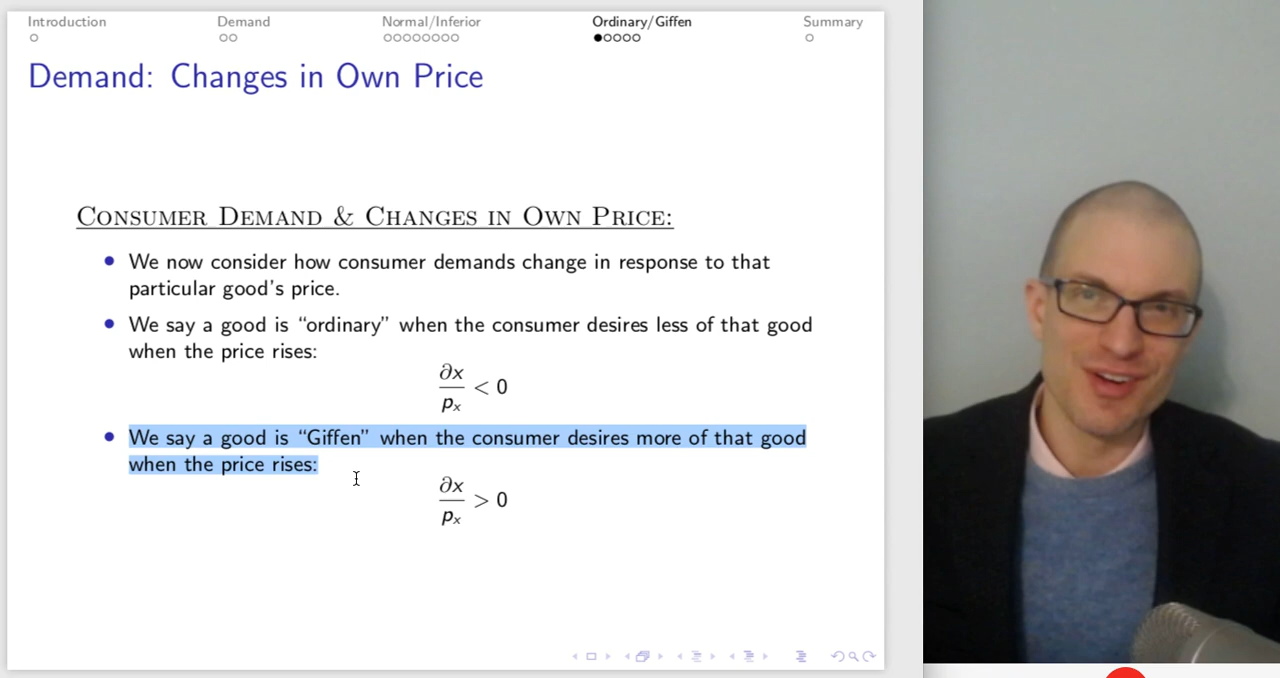 Introduction Demand Normal/Inferior Ordinary/Giffen Summary
Demand: Changes in Own Price
Consumer Demand & Changes in Own Price:
We now consider how consumer demands change in response to that
particular good's price.
We say a good is “ordinary” when the consumer desires less of that good
when the price rises:
∂x
pₓ
< 0
We say a good is “Giffen” when the consumer desires more of that good
when the price rises:
∂x
pₓ
> 0